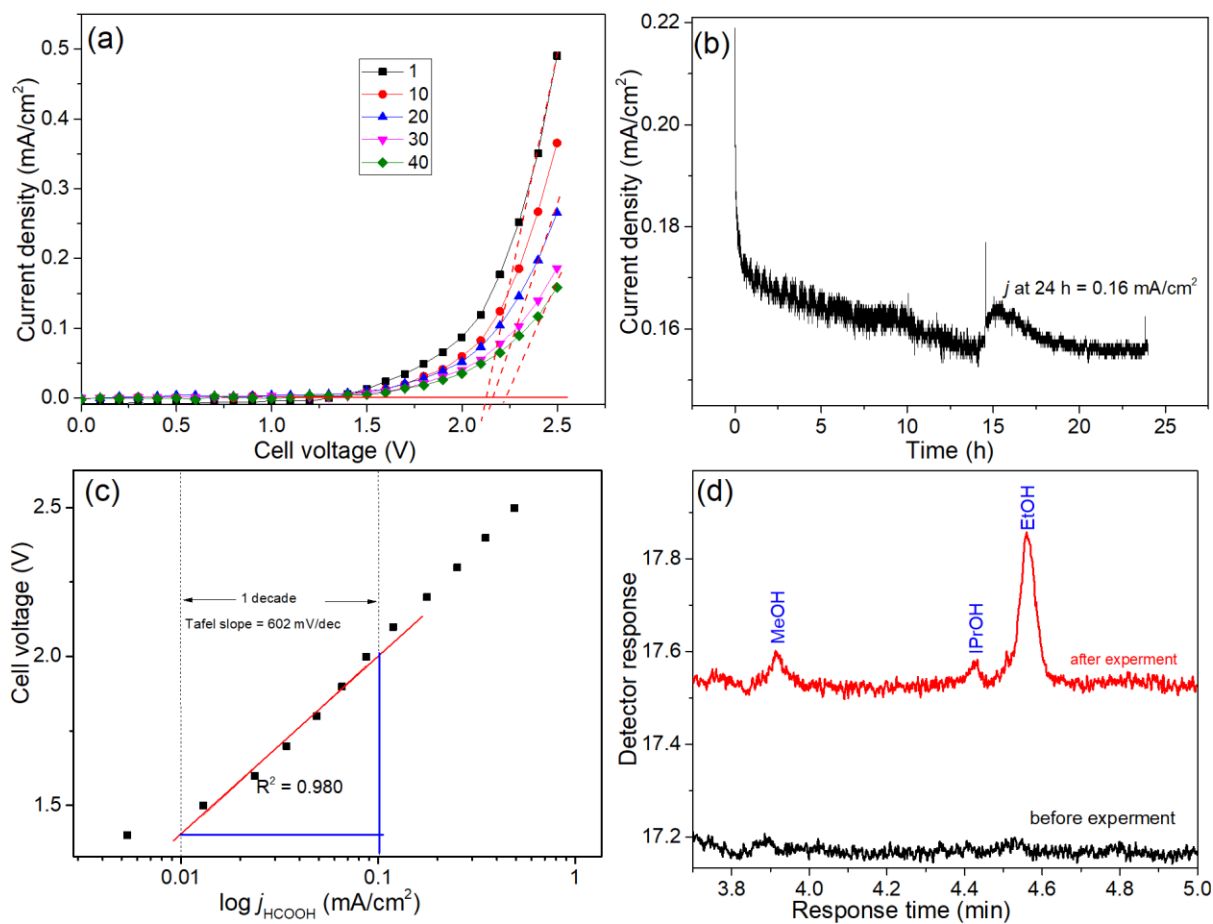 (a)
0.5
0.4
0.3
0.2
0.1
0.0
Current density (mA/cm²)
1
10
20
30
40
0.0 0.5 1.0 1.5 2.0 2.5
Cell voltage (V)
(b)
0.22
0.20
0.18
0.16
Current density (mA/cm²)
j at 24 h = 0.16 mA/cm²
0 5 10 15 20 25
Time (h)
(c)
2.5
2.0
1.5
Cell voltage (V)
1 decade
Tafel slope = 602 mV/dec
R² = 0.980
0.01 0.1 1
log jHCOOH (mA/cm²)
(d)
17.8
17.6
17.4
17.2
Detector response
MeOH
IPrOH
EtOH
after experiment
before experiment
3.8 4.0 4.2 4.4 4.6 4.8 5.0
Response time (min)